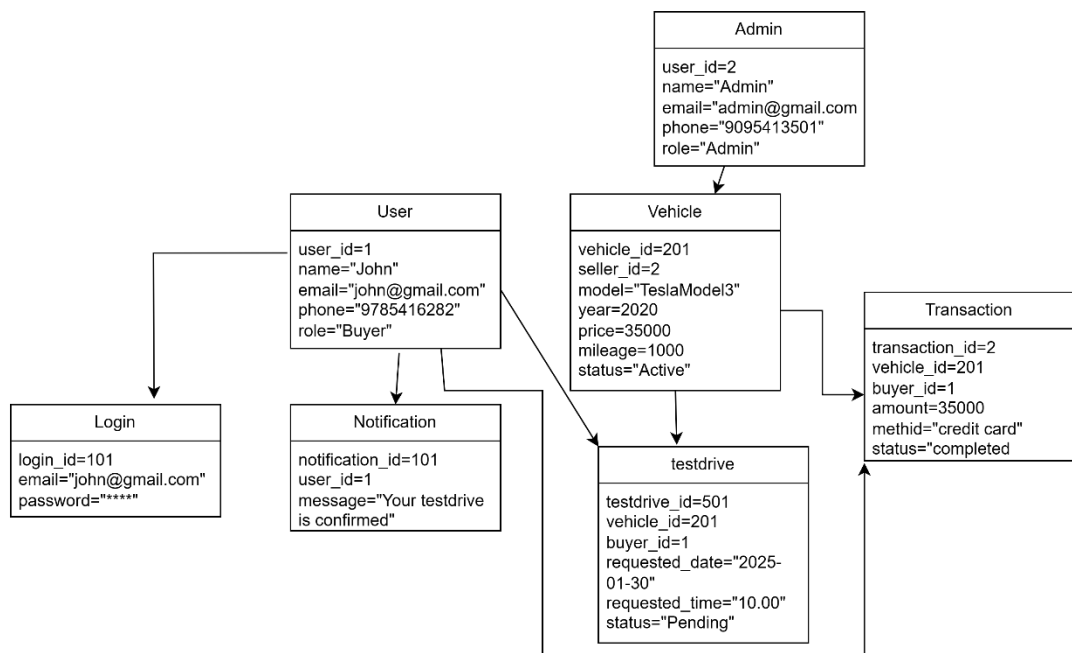 Admin
user_id=2
name="Admin"
email="admin@gmail.com
phone="9095413501"
role="Admin"
User
user_id=1
name="John"
email="john@gmail.com"
phone="9785416282"
role="Buyer"
Vehicle
vehicle_id=201
seller_id=2
model="TeslaModel3"
year=2020
price=35000
mileage=1000
status="Active"
Transaction
transaction_id=2
vehicle_id=201
buyer_id=1
amount=35000
methid="credit card"
status="completed
Login
login_id=101
email="john@gmail.com"
password="****"
Notification
notification_id=101
user_id=1
message="Your testdrive
is confirmed"
testdrive
testdrive_id=501
vehicle_id=201
buyer_id=1
requested_date="2025-
01-30"
requested_time="10.00"
status="Pending"